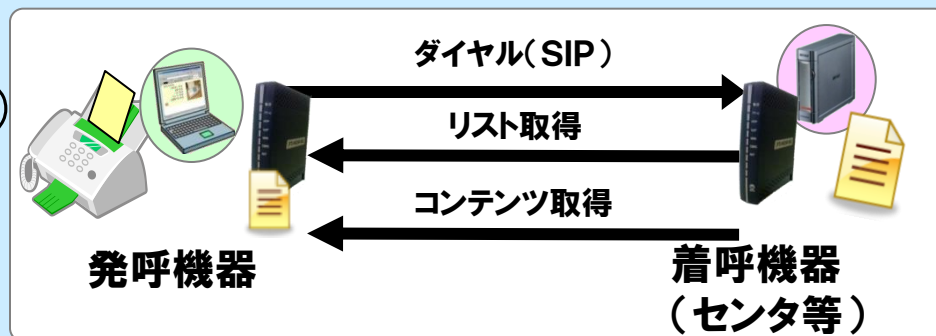 ダイヤル(SIP)
リスト取得
コンテンツ取得
発呼機器
着呼機器
(センタ等)